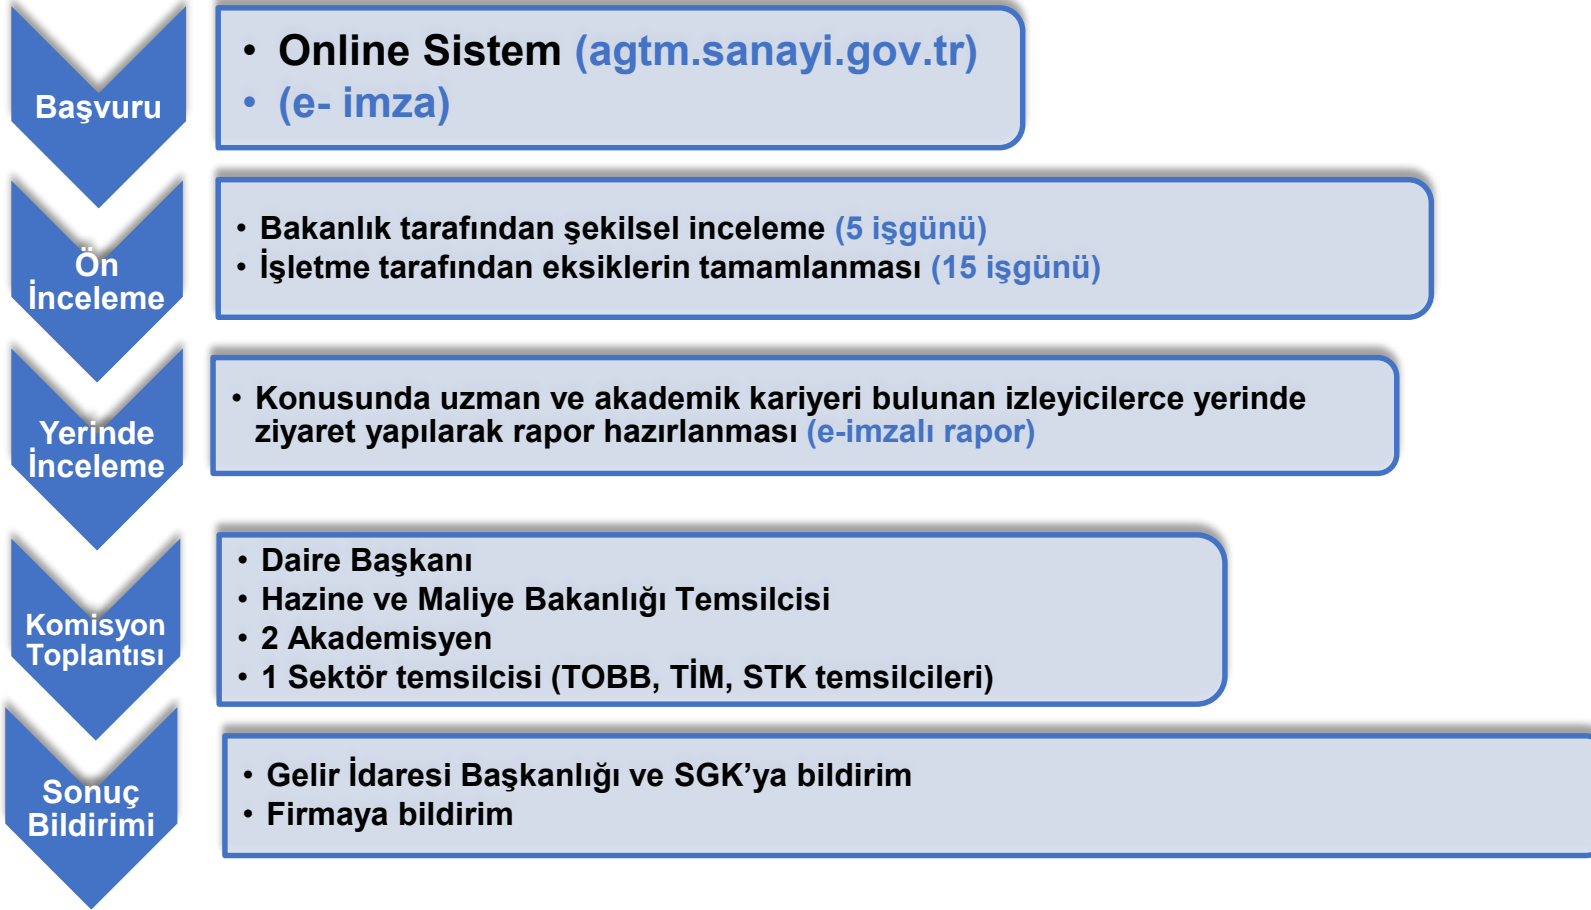 Başvuru
• Online Sistem (agtm.sanayi.gov.tr)
• (e- imza)
Ön
İnceleme
• Bakanlık tarafından şekilsel inceleme (5 işgünü)
• İşletme tarafından eksiklerin tamamlanması (15 işgünü)
Yerinde
İnceleme
• Konusunda uzman ve akademik kariyeri bulunan izleyicilerce yerinde
ziyaret yapılarak rapor hazırlanması (e-imzalı rapor)
Komisyon
Toplantısı
• Daire Başkanı
• Hazine ve Maliye Bakanlığı Temsilcisi
• 2 Akademisyen
• 1 Sektör temsilcisi (TOBB, TİM, STK temsilcileri)
Sonuç
Bildirimi
• Gelir İdaresi Başkanlığı ve SGK’ya bildirim
• Firmaya bildirim